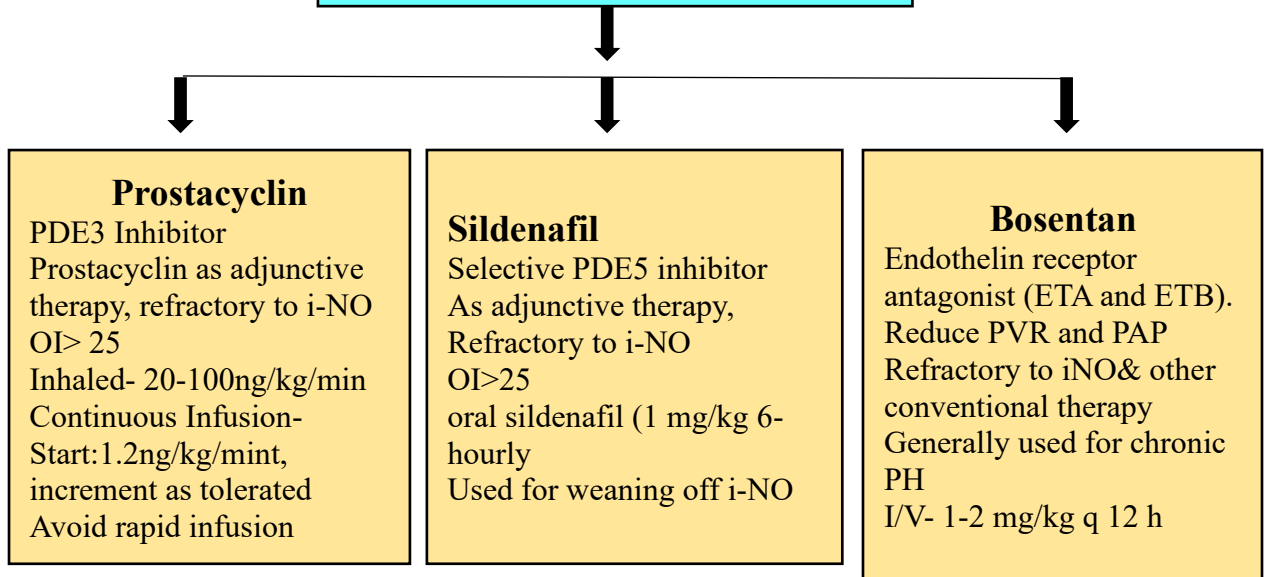 Prostacyclin
PDE3 Inhibitor
Prostacyclin as adjunctive
therapy, refractory to i-NO
OI> 25
Inhaled- 20-100ng/kg/min
Continuous Infusion-
Start:1.2ng/kg/mint,
increment as tolerated
Avoid rapid infusion
Sildenafil
Selective PDE5 inhibitor
As adjunctive therapy,
Refractory to i-NO
OI>25
oral sildenafil (1 mg/kg 6-
hourly
Used for weaning off i-NO
Bosentan
Endothelin receptor
antagonist (ETA and ETB).
Reduce PVR and PAP
Refractory to iNO& other
conventional therapy
Generally used for chronic
PH
I/V- 1-2 mg/kg q 12 h